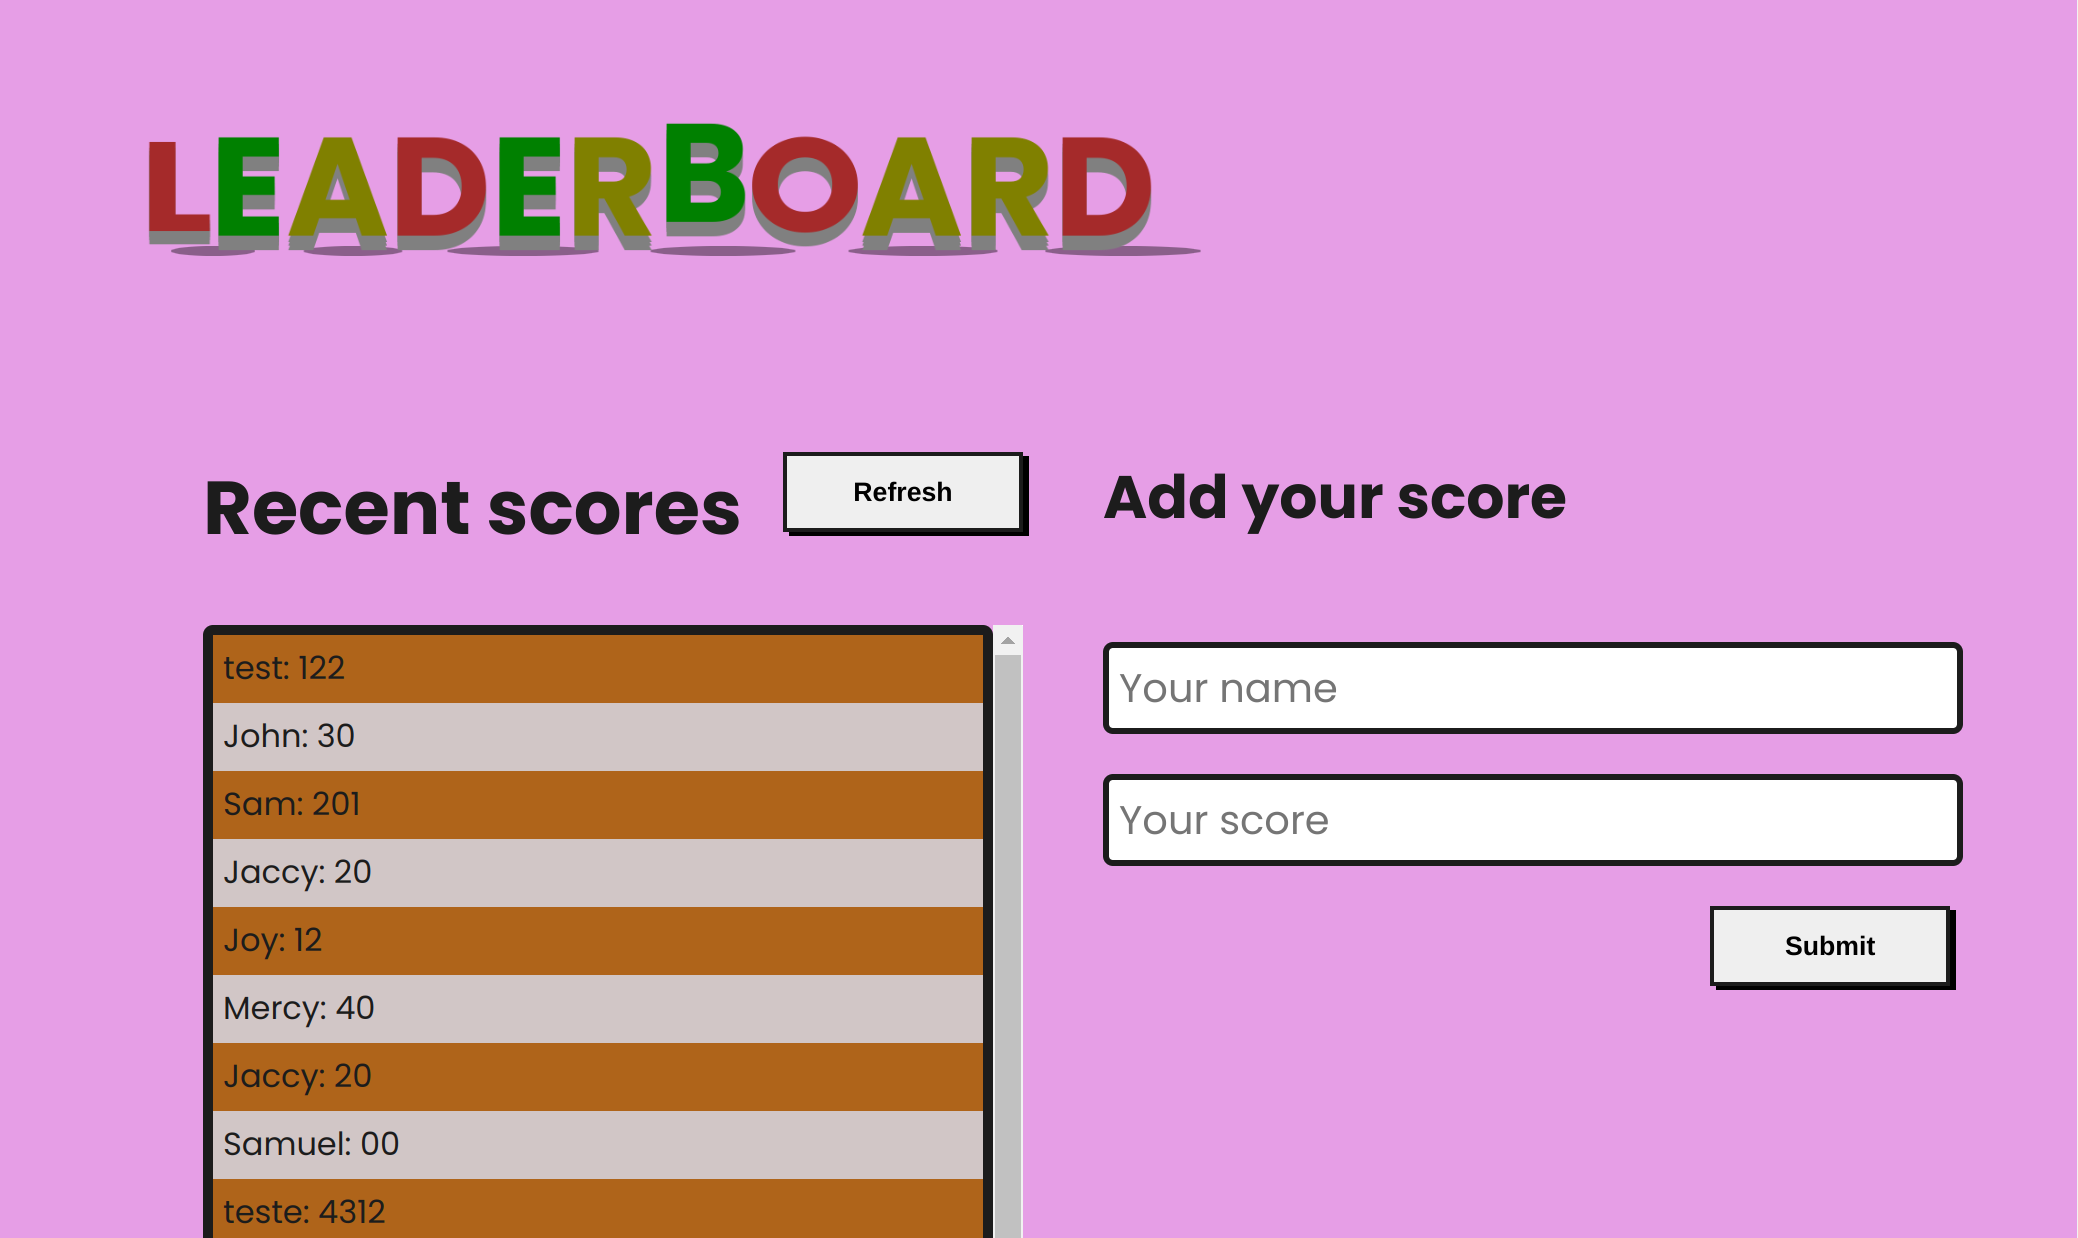 LEADERBOARD
Recent scores
Refresh
test: 122
John: 30
Sam: 201
Jaccy: 20
Joy: 12
Mercy: 40
Jaccy: 20
Samuel: 00
teste: 4312
Add your score
Your name
Your score
Submit